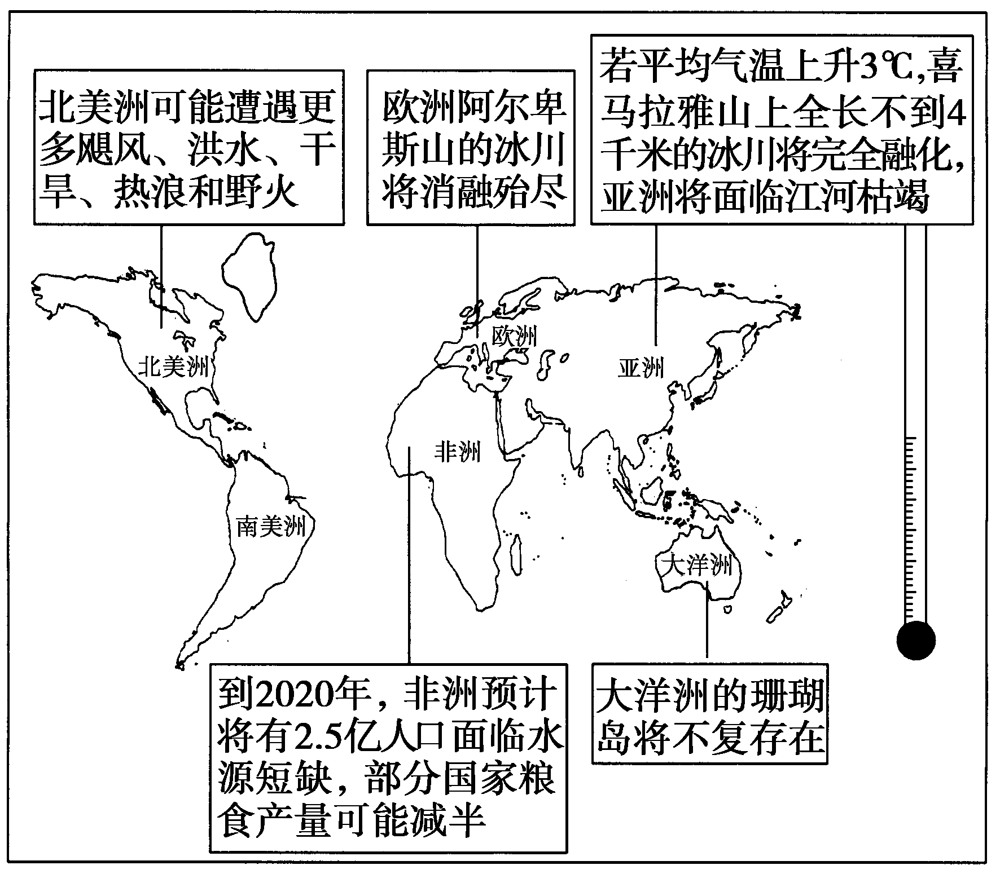 北美洲可能遭遇更
多飓风、洪水、干
旱、热浪和野火
欧洲阿尔卑
斯山的冰川
将消融殆尽
若平均气温上升3℃,喜
马拉雅山上全长不到4
千米的冰川将完全融化,
亚洲将面临江河枯竭
北美洲
欧洲
亚洲
非洲
南美洲
大洋洲
到2020年,非洲预计
将有2.5亿人口面临水
源短缺,部分国家粮
食产量可能减半
大洋洲的珊瑚
岛将不复存在